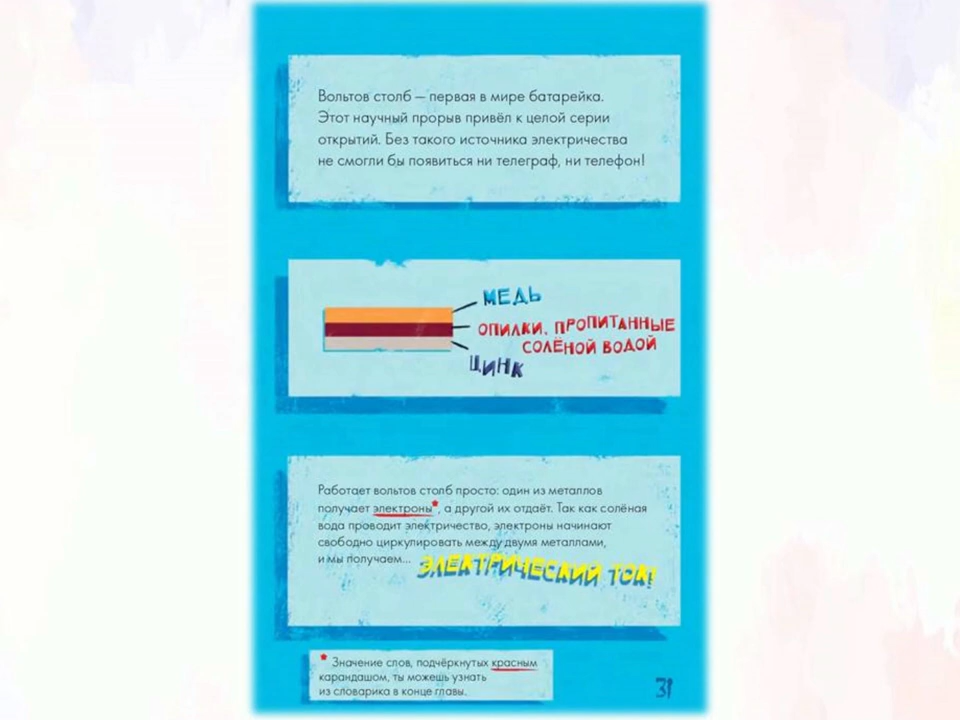 Вольтов столб — первая в мире батарейка.
Этот научный прорыв привёл к целой серии
открытий. Без такого источника электричества
не смогли бы появиться ни телеграф, ни телефон!
МЕДЬ
ОПИЛКИ, ПРОПИТАННЫЕ
СОЛЁНОЙ ВОДОЙ
ЦИНК
Работает вольтов столб просто: один из металлов
получает электроны*, а другой их отдаёт. Так как солёная
вода проводит электричество, электроны начинают
свободно циркулировать между двумя металлами,
и мы получаем... ЭЛЕКТРИЧЕСКИЙ ТОК!
* Значение слов, подчёркнутых красным
карандашом, ты можешь узнать
из словарика в конце главы.
31